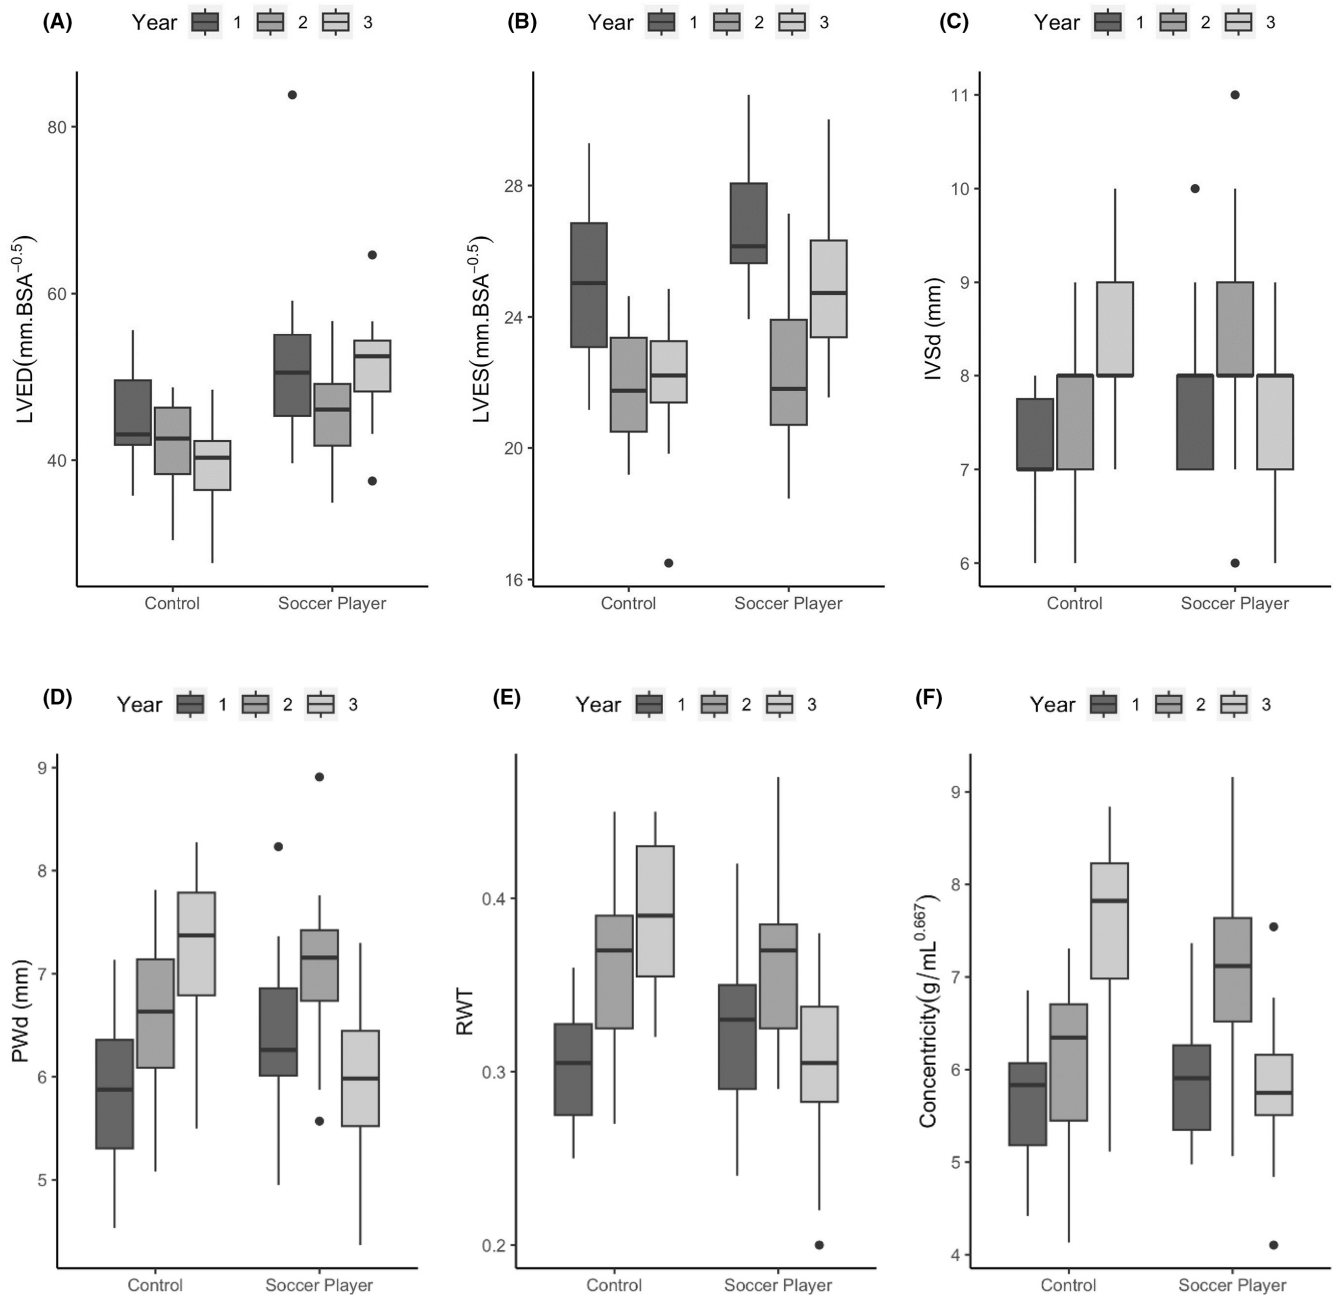 (A) Year 1 2 3
(B) Year 1 2 3
(C) Year 1 2 3
LVED(mm.BSA−0.5)
80
60
40
Control Soccer Player
LVES(mm.BSA−0.5)
28
24
20
16
Control Soccer Player
IVSd (mm)
11
10
9
8
7
6
Control Soccer Player
(D) Year 1 2 3
(E) Year 1 2 3
(F) Year 1 2 3
PWd (mm)
9
8
7
6
5
Control Soccer Player
RWT
0.4
0.3
0.2
Control Soccer Player
Concentricity(g/mL0.667)
9
8
7
6
5
4
Control Soccer Player